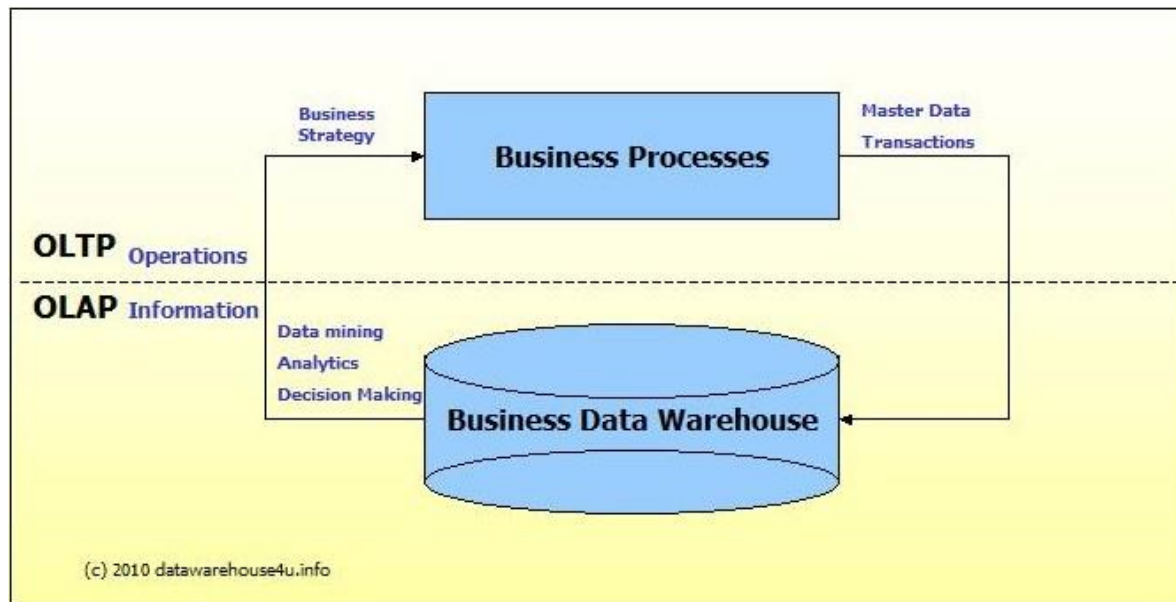 Business
Strategy
Business Processes
Master Data
Transactions
OLTP Operations
OLAP Information
Data mining
Analytics
Decision Making
Business Data Warehouse
(c) 2010 datawarehouse4u.info